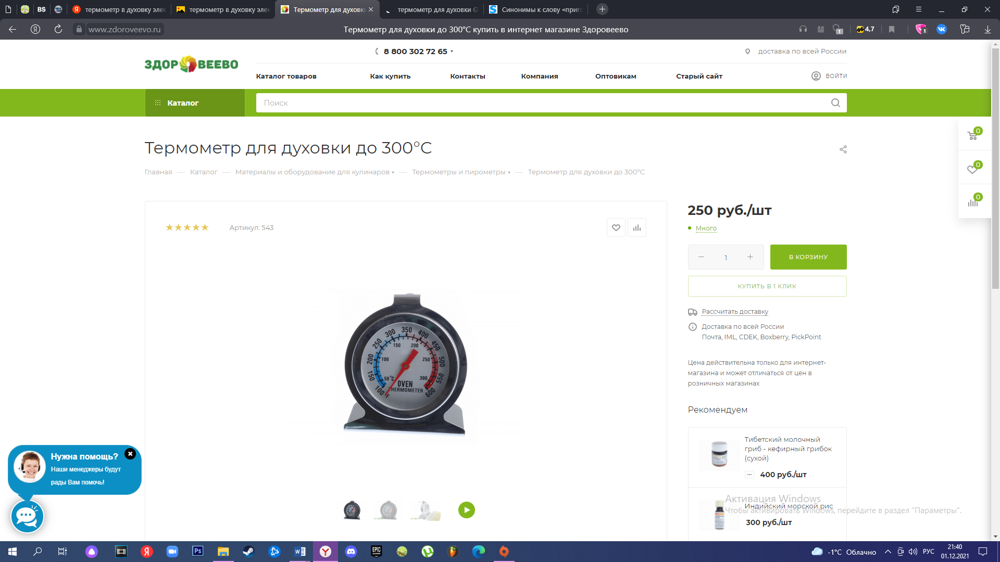 BS
термометр в духовку элек
термометр в духовку элек
Термометр для духовки
термометр для духовки G
Синонимы к слову «приго
www.zdoroveevo.ru
Термометр для духовки до 300°С купить в интернет магазине Здоровеево
1
4,7
1
8 800 302 72 65
доставка по всей России
ЗДОРОВЕЕВО
Каталог товаров
Как купить
Контакты
Компания
Оптовикам
Старый сайт
ВОЙТИ
Каталог
Поиск
0
0
0
Термометр для духовки до 300°С
Главная — Каталог — Материалы и оборудование для кулинаров — Термометры и пирометры — Термометр для духовки до 300°С
Артикул: 543
250 руб./шт
Много
1
В КОРЗИНУ
КУПИТЬ В 1 КЛИК
Рассчитать доставку
Доставка по всей России
Почта, IML, CDEK, Boxberry, PickPoint
Цена действительна только для интернет-
магазина и может отличаться от цен в
розничных магазинах
Рекомендуем
Тибетский молочный
гриб - кефирный грибок
(сухой)
400 руб./шт
Индийский морской рис
300 руб./шт
100 150 200 250 300 350 400 450 500 550 600
50 °C 100 150 200 250 300
°F
OVEN
THERMOMETER
Нужна помощь?
Наши менеджеры будут
рады Вам помочь!
Активация Windows
Чтобы активировать Windows, перейдите в раздел "Параметры".
Ps
EPIC
GAMES
-1°C Облачно
РУС
21:40
01.12.2021